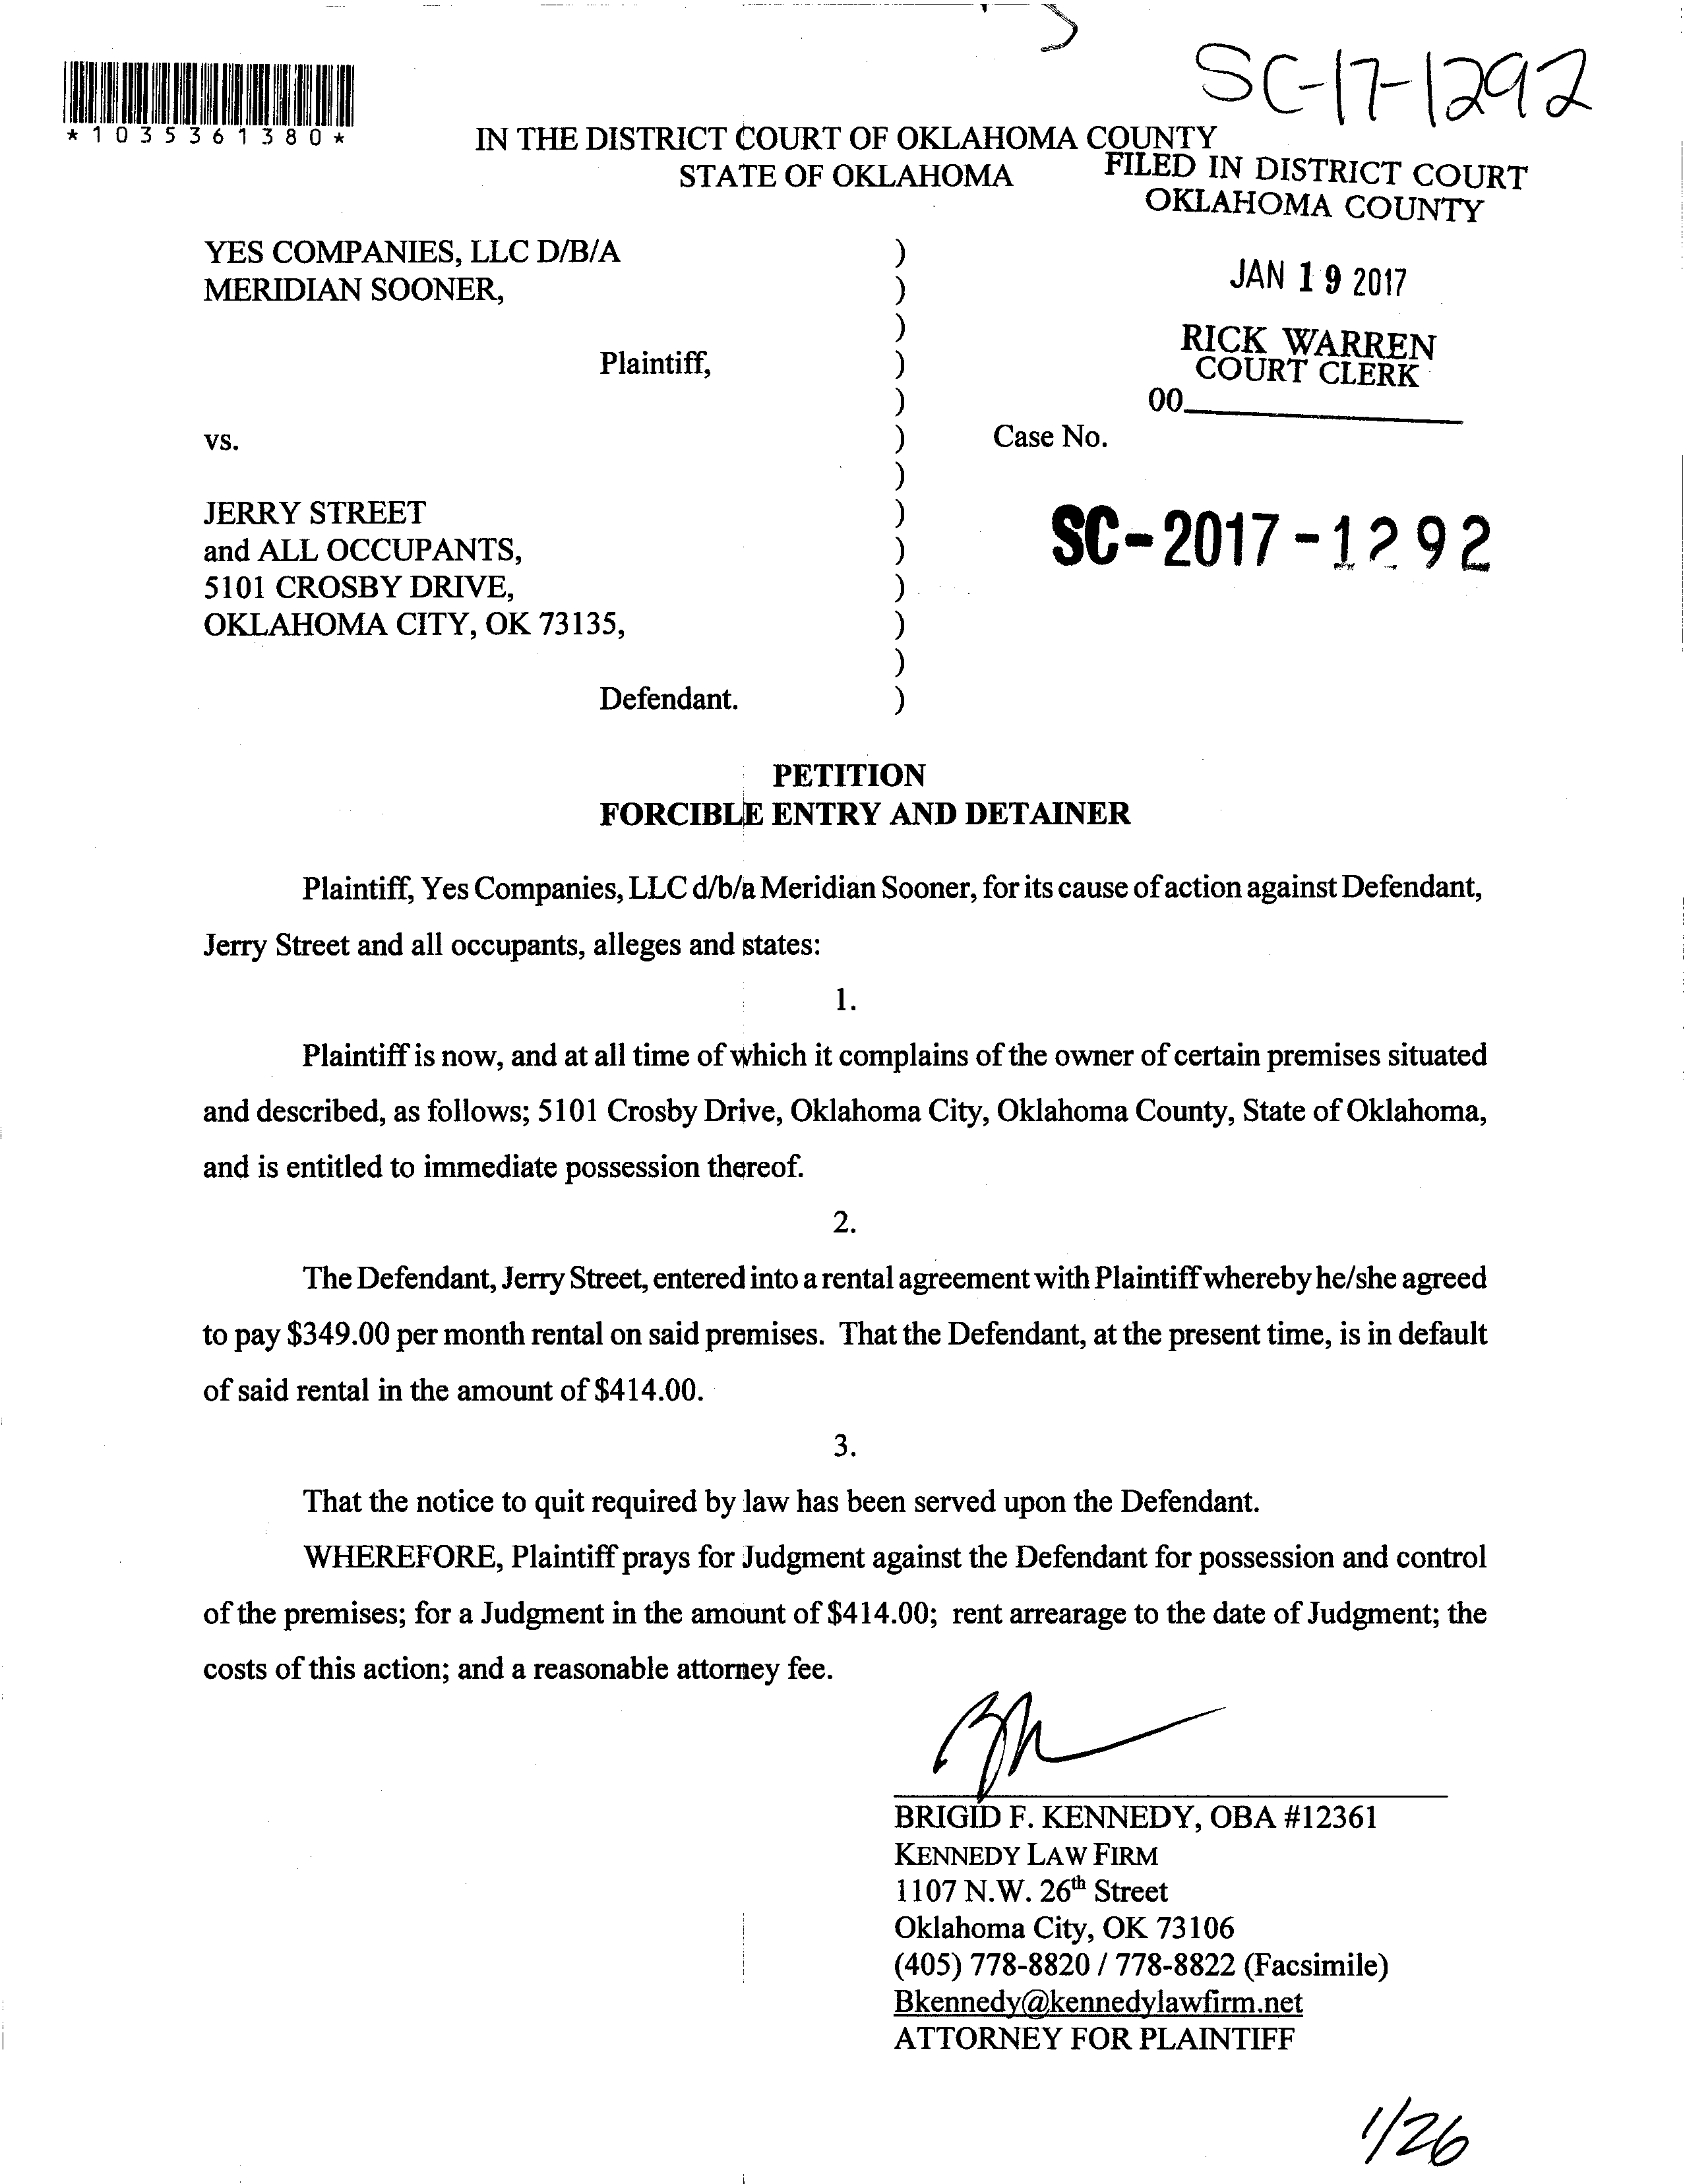 SC-17-1292
*1035361380*
IN THE DISTRICT COURT OF OKLAHOMA COUNTY
STATE OF OKLAHOMA
FILED IN DISTRICT COURT
OKLAHOMA COUNTY
JAN 19 2017
RICK WARREN
COURT CLERK
00
YES COMPANIES, LLC D/B/A )
MERIDIAN SOONER, )
)
Plaintiff, )
)
vs. ) Case No.
)
JERRY STREET ) SC-2017-1292
and ALL OCCUPANTS, )
5101 CROSBY DRIVE, )
OKLAHOMA CITY, OK 73135, )
)
Defendant. )
PETITION
FORCIBLE ENTRY AND DETAINER
Plaintiff, Yes Companies, LLC d/b/a Meridian Sooner, for its cause of action against Defendant,
Jerry Street and all occupants, alleges and states:
1.
Plaintiff is now, and at all time of which it complains of the owner of certain premises situated
and described, as follows; 5101 Crosby Drive, Oklahoma City, Oklahoma County, State of Oklahoma,
and is entitled to immediate possession thereof.
2.
The Defendant, Jerry Street, entered into a rental agreement with Plaintiff whereby he/she agreed
to pay $349.00 per month rental on said premises. That the Defendant, at the present time, is in default
of said rental in the amount of $414.00.
3.
That the notice to quit required by law has been served upon the Defendant.
WHEREFORE, Plaintiff prays for Judgment against the Defendant for possession and control
of the premises; for a Judgment in the amount of $414.00; rent arrearage to the date of Judgment; the
costs of this action; and a reasonable attorney fee.
BRIGID F. KENNEDY, OBA #12361
KENNEDY LAW FIRM
1107 N.W. 26th Street
Oklahoma City, OK 73106
(405) 778-8820 / 778-8822 (Facsimile)
Bkennedy@kennedylawfirm.net
ATTORNEY FOR PLAINTIFF
1/26